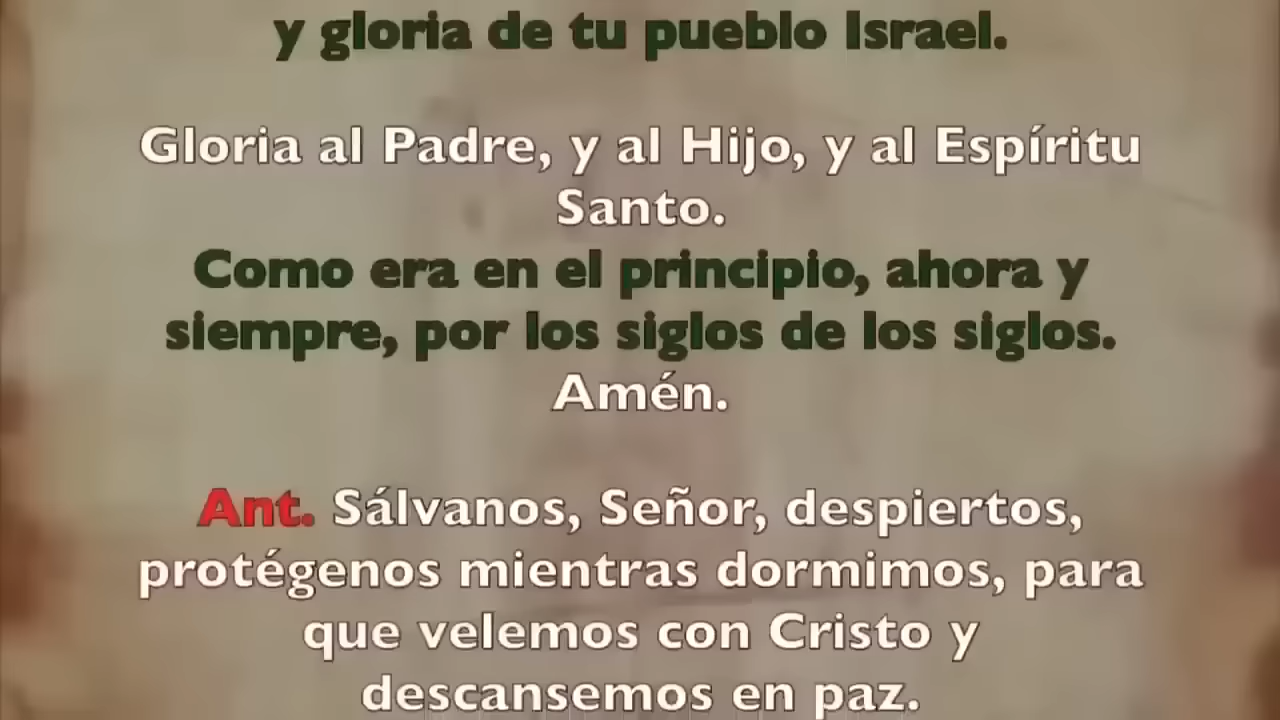 y gloria de tu pueblo Israel.
Gloria al Padre, y al Hijo, y al Espíritu
Santo.
Como era en el principio, ahora y
siempre, por los siglos de los siglos.
Amén.
Ant. Sálvanos, Señor, despiertos,
protégenos mientras dormimos, para
que velemos con Cristo y
descansemos en paz.